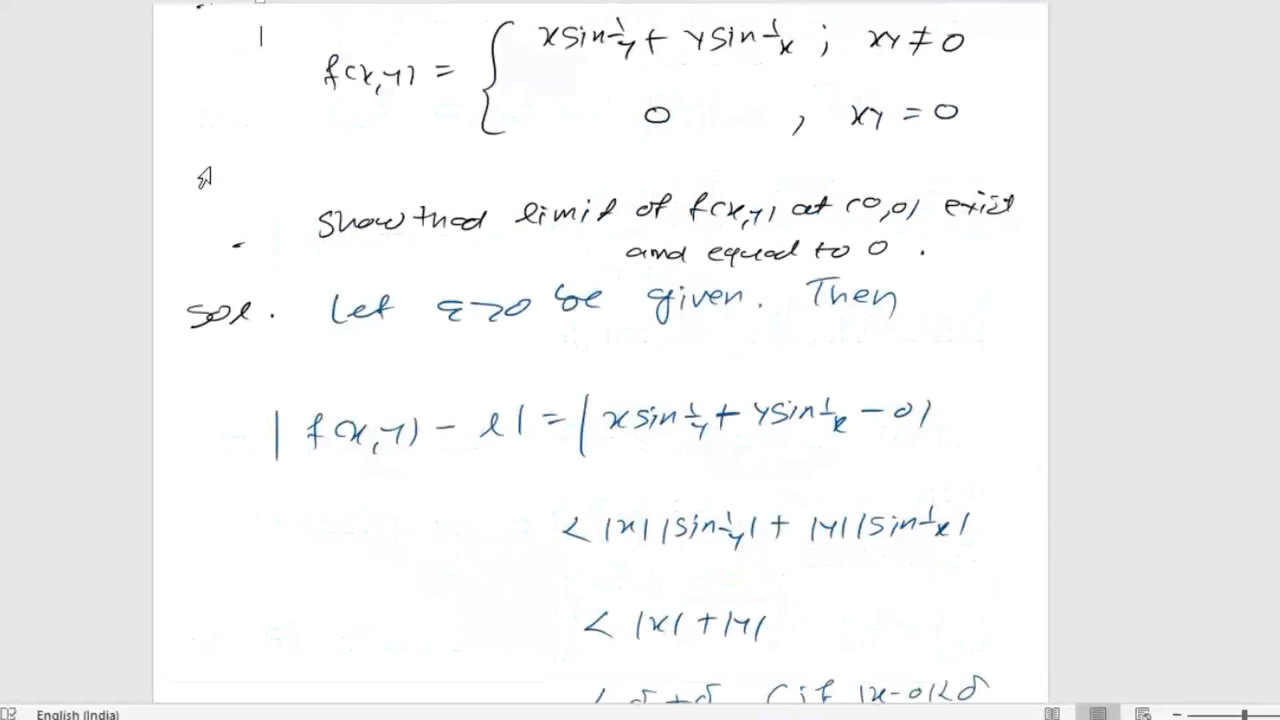 f(x,y) = { x sin 1/y + y sin 1/x ; xy ≠ 0
0 , xy = 0
Show that limit of f(x,y) at (0,0) exist
and equal to 0 .
Sol. Let ε>0 be given. Then
|f(x,y) - l| = |x sin 1/y + y sin 1/x - 0|
< |x| |sin 1/y| + |y| |sin 1/x|
< |x| + |y|
< δ + δ (if |x-0|<δ
English (India)